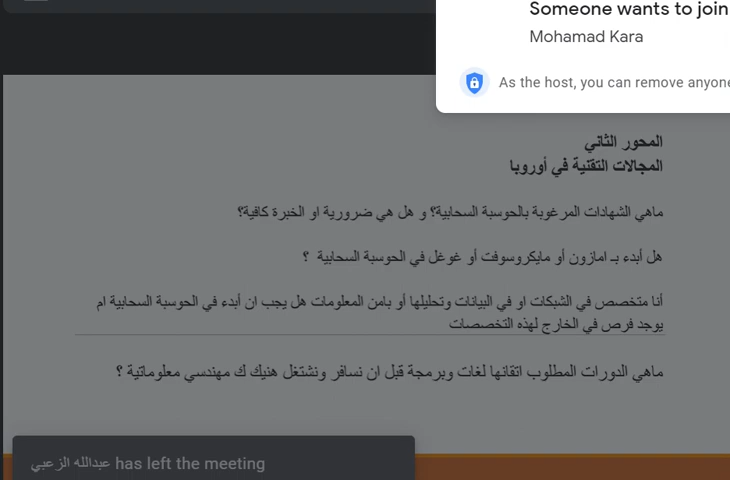 Someone wants to join
Mohamad Kara
As the host, you can remove anyone
المحور الثاني
المجالات التقنية في أوروبا
ماهي الشهادات المرغوبة بالحوسبة السحابية؟ و هل هي ضرورية او الخبرة كافية؟
هل أبدء بـ امازون أو مايكروسوفت أو غوغل في الحوسبة السحابية ؟
أنا متخصص في الشبكات او في البيانات وتحليلها أو بامن المعلومات هل يجب ان أبدء في الحوسبة السحابية ام
يوجد فرص في الخارج لهذه التخصصات
ماهي الدورات المطلوب اتقانها لغات وبرمجة قبل ان نسافر ونشتغل هنيك ك مهندسي معلوماتية ؟
عبدالله الزعبي has left the meeting